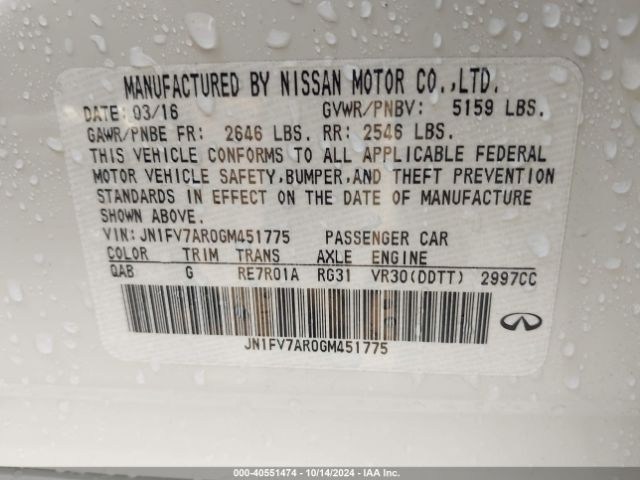 MANUFACTURED BY NISSAN MOTOR CO.,LTD.
DATE: 03/16 GVWR/PNBV: 5159 LBS.
GAWR/PNBE FR: 2646 LBS. RR: 2546 LBS.
THIS VEHICLE CONFORMS TO ALL APPLICABLE FEDERAL
MOTOR VEHICLE SAFETY,BUMPER,AND THEFT PREVENTION
STANDARDS IN EFFECT ON THE DATE OF MANUFACTURE
SHOWN ABOVE.
VIN:JN1FV7AR0GM451775 PASSENGER CAR
COLOR TRIM TRANS AXLE ENGINE
QAB G RE7R01A RG31 VR30(DDTT) 2997CC
JN1FV7AR0GM451775
000-40551474 | 10/14/2024 | IAAI.com